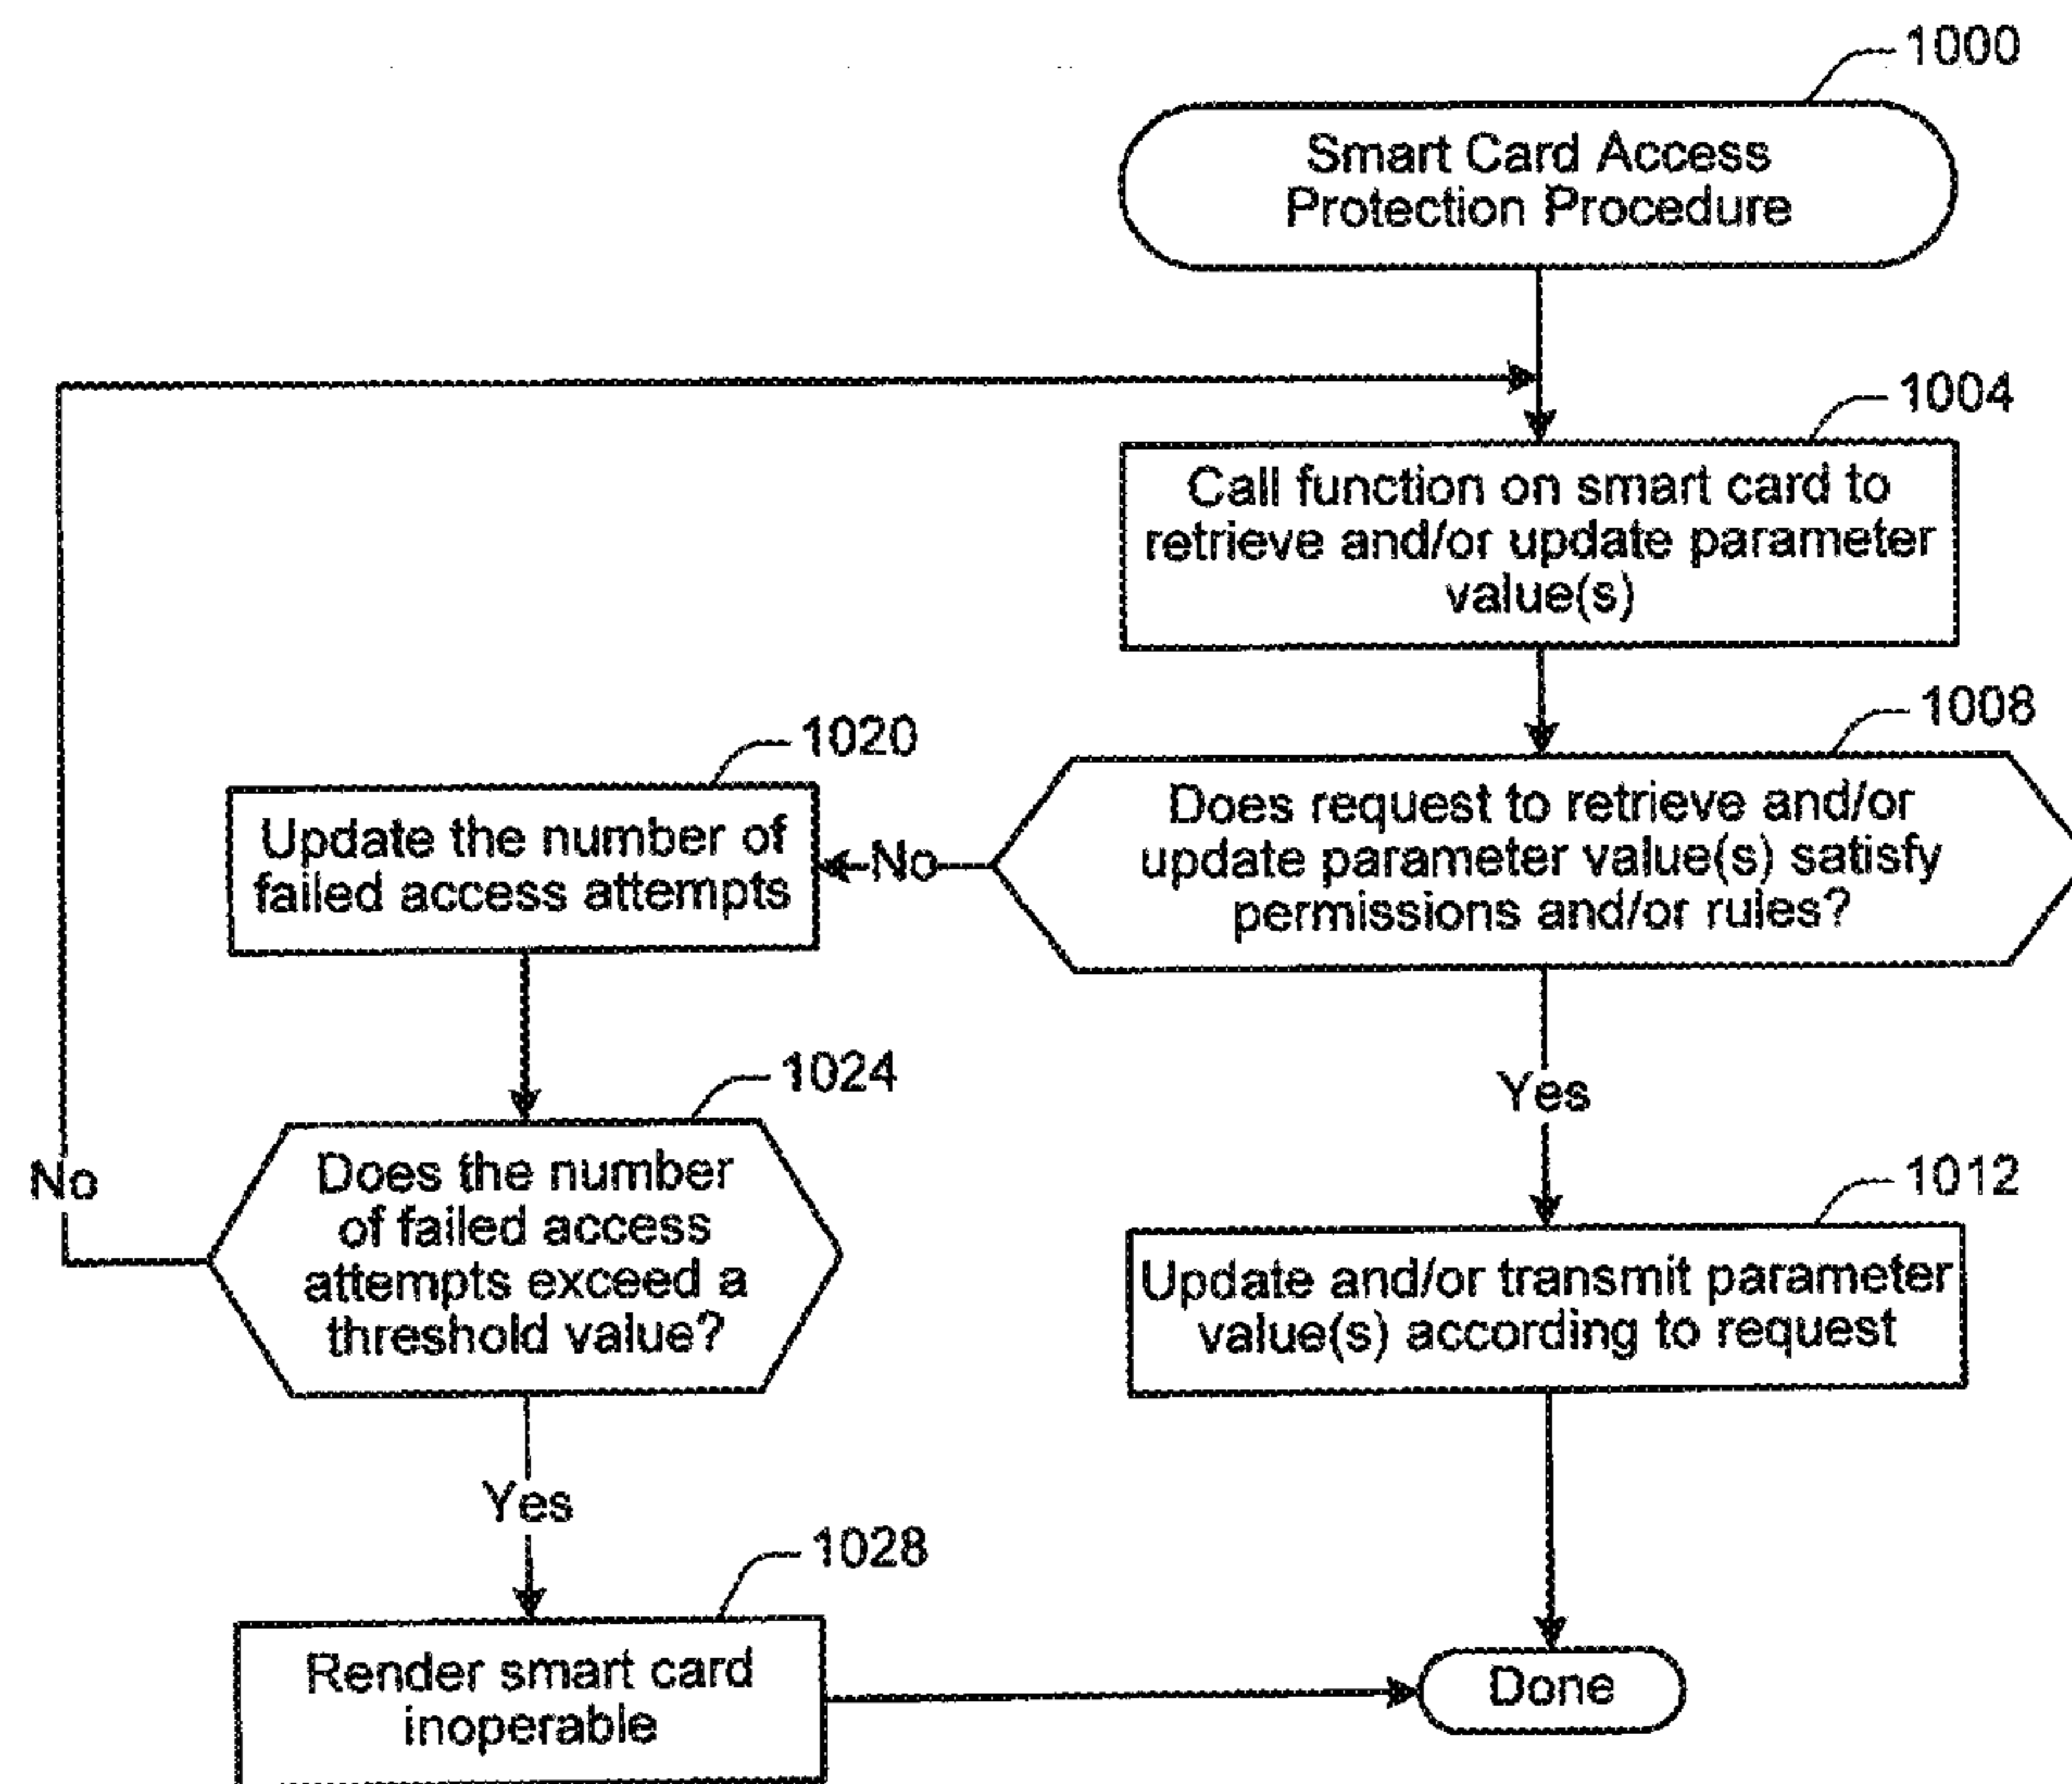 1000
Smart Card Access
Protection Procedure
1004
Call function on smart card to
retrieve and/or update parameter
value(s)
1008
Does request to retrieve and/or
update parameter value(s) satisfy
permissions and/or rules?
No
1020
Update the number of
failed access attempts
Yes
1024
Does the number
of failed access
attempts exceed a
threshold value?
No
1012
Update and/or transmit parameter
value(s) according to request
Yes
1028
Render smart card
inoperable
Done